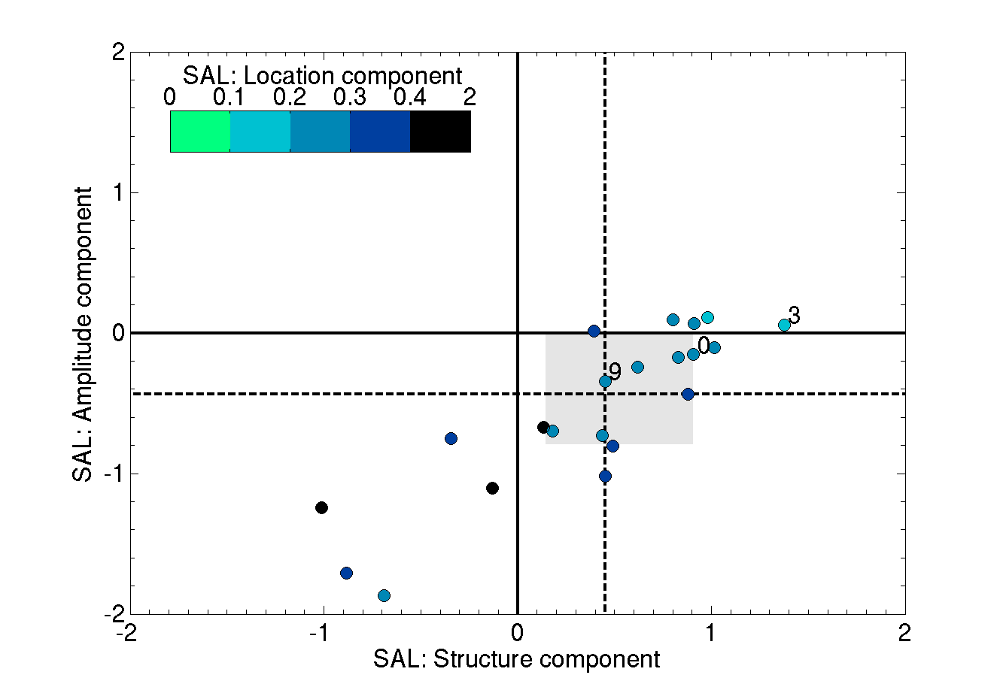 2
SAL: Location component
0 0.1 0.2 0.3 0.4 2
1
SAL: Amplitude component
0
3
0
9
-1
-2
-2 -1 0 1 2
SAL: Structure component